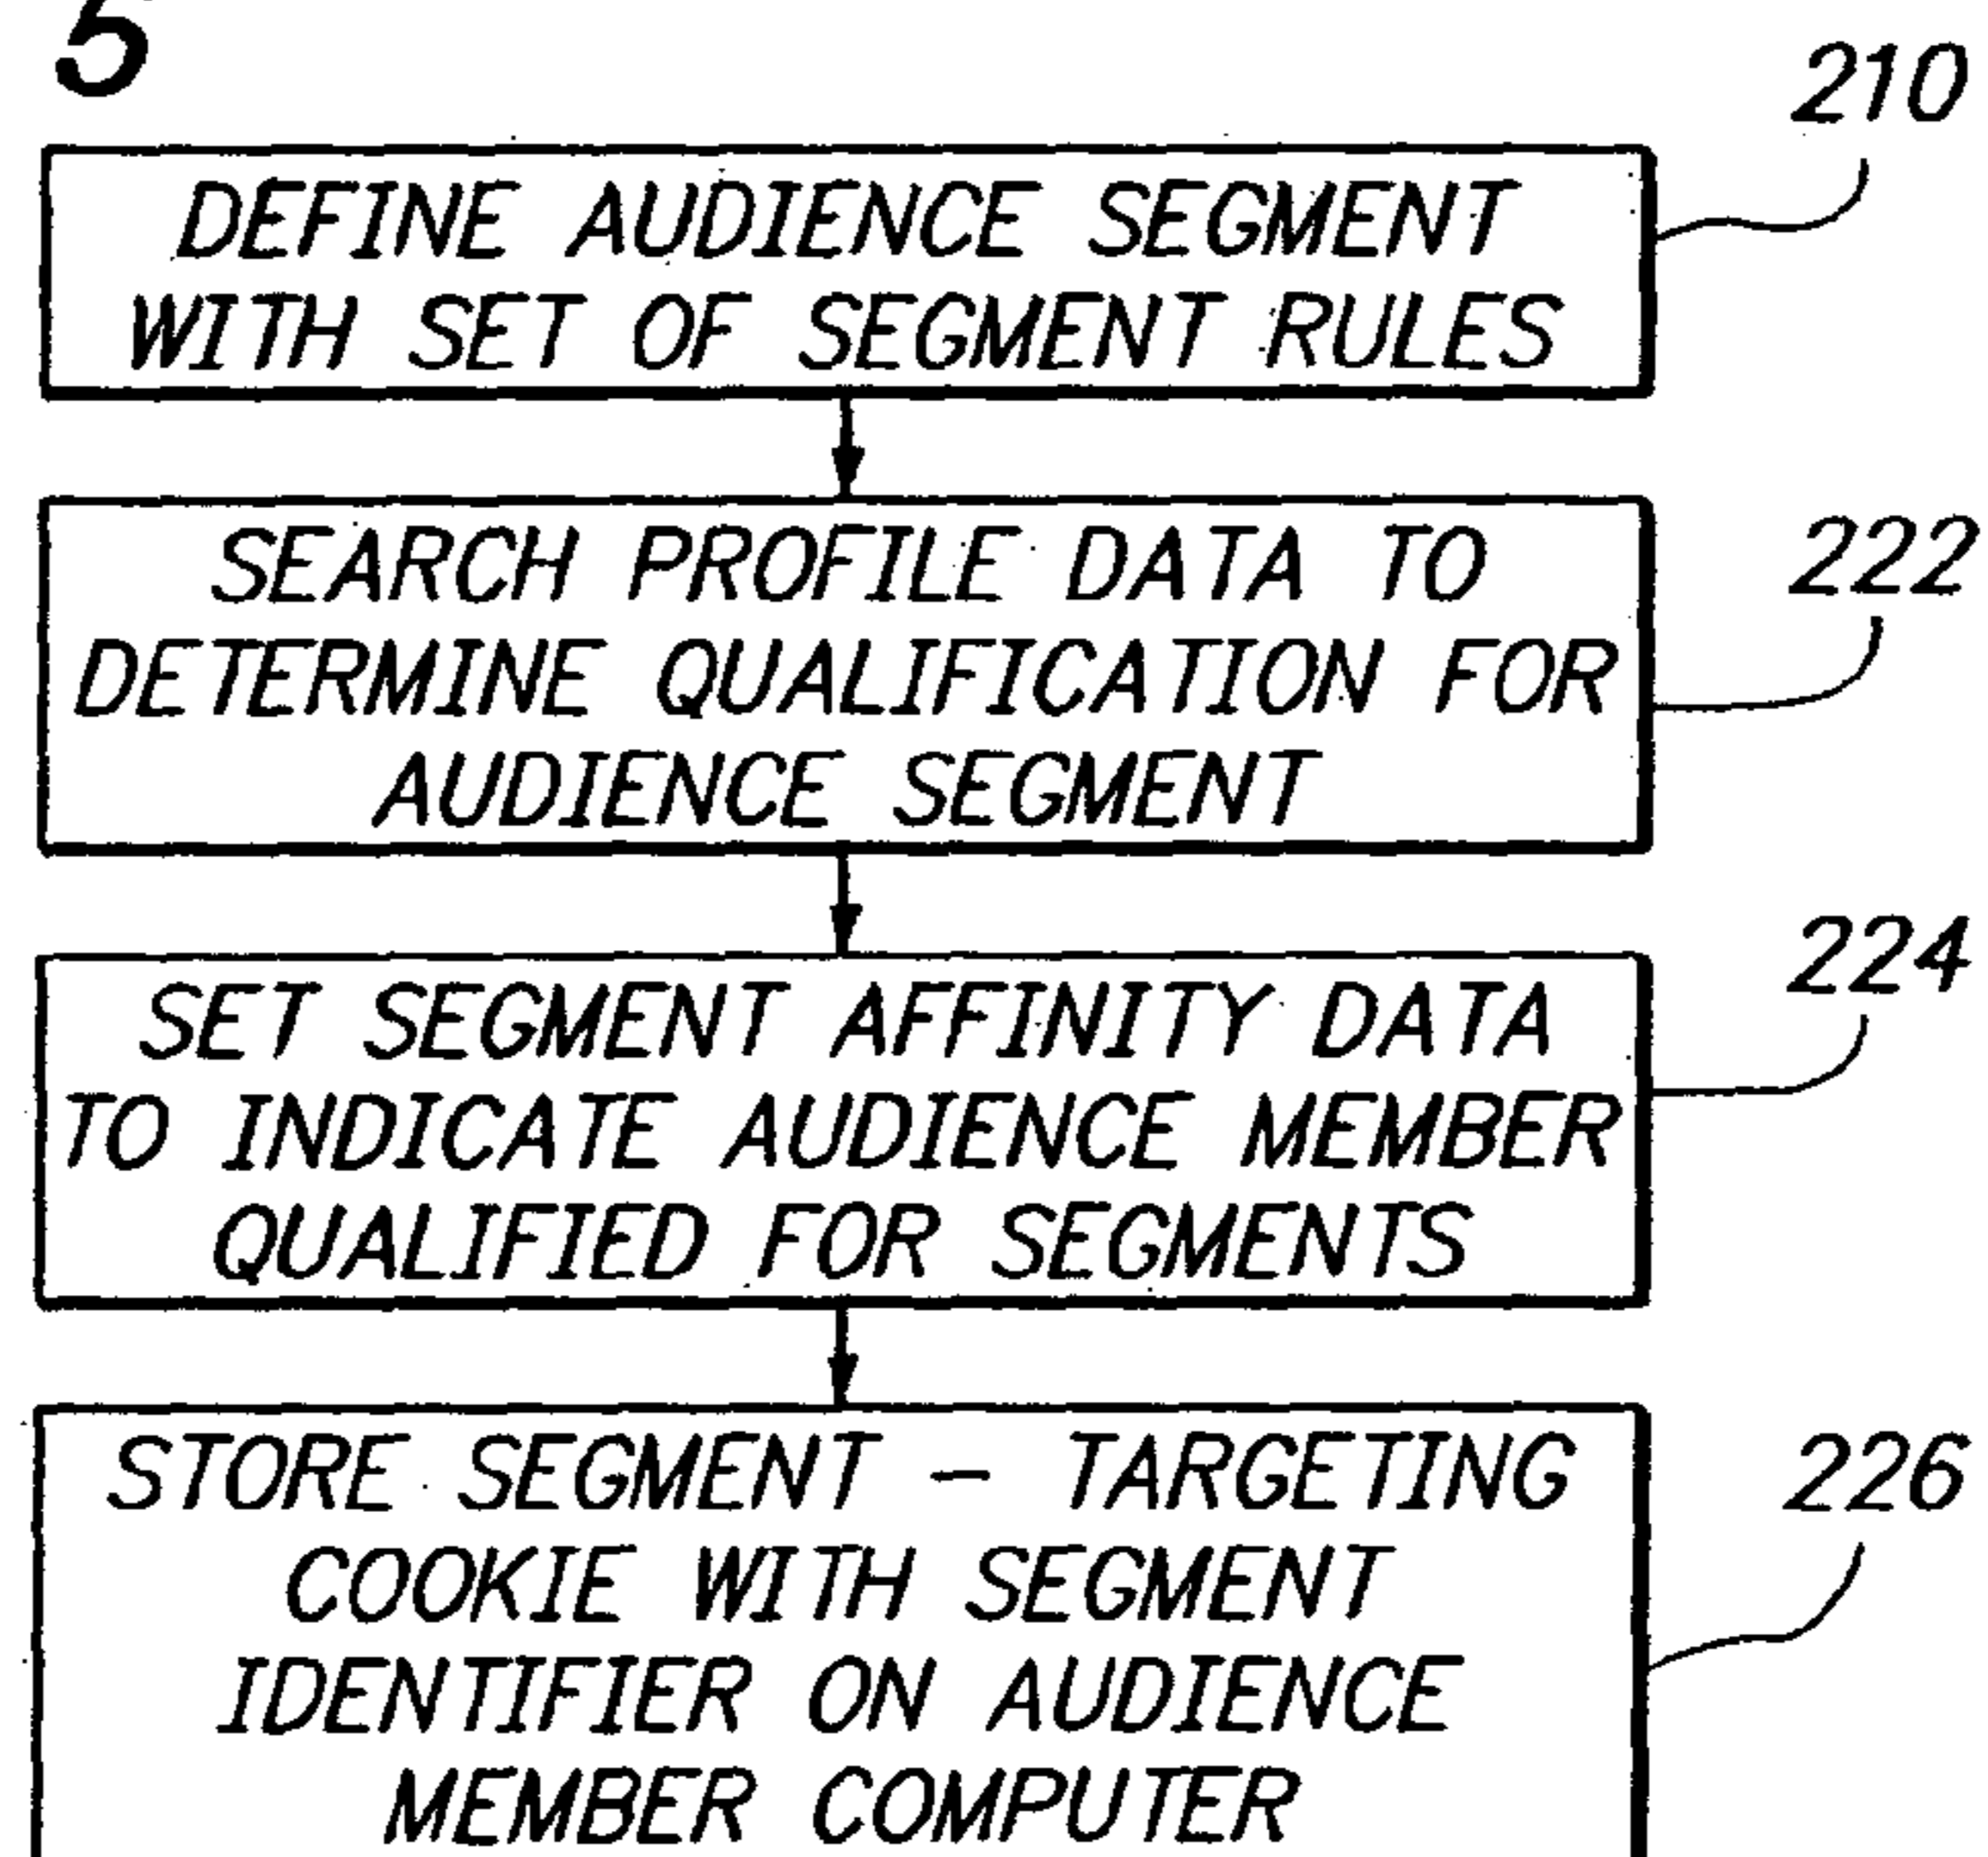 5
210
DEFINE AUDIENCE SEGMENT
WITH SET OF SEGMENT RULES
222
SEARCH PROFILE DATA TO
DETERMINE QUALIFICATION FOR
AUDIENCE SEGMENT
224
SET SEGMENT AFFINITY DATA
TO INDICATE AUDIENCE MEMBER
QUALIFIED FOR SEGMENTS
226
STORE SEGMENT - TARGETING
COOKIE WITH SEGMENT
IDENTIFIER ON AUDIENCE
MEMBER COMPUTER